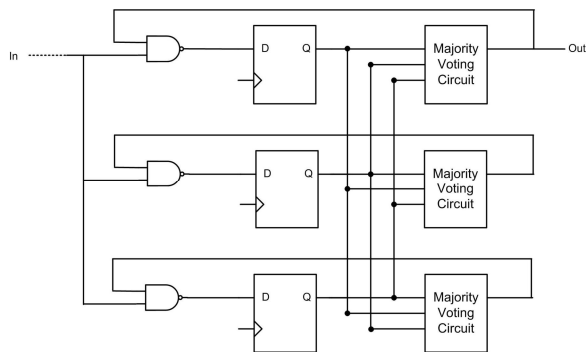 In
D Q
Majority
Voting
Circuit
Out
D Q
Majority
Voting
Circuit
D Q
Majority
Voting
Circuit